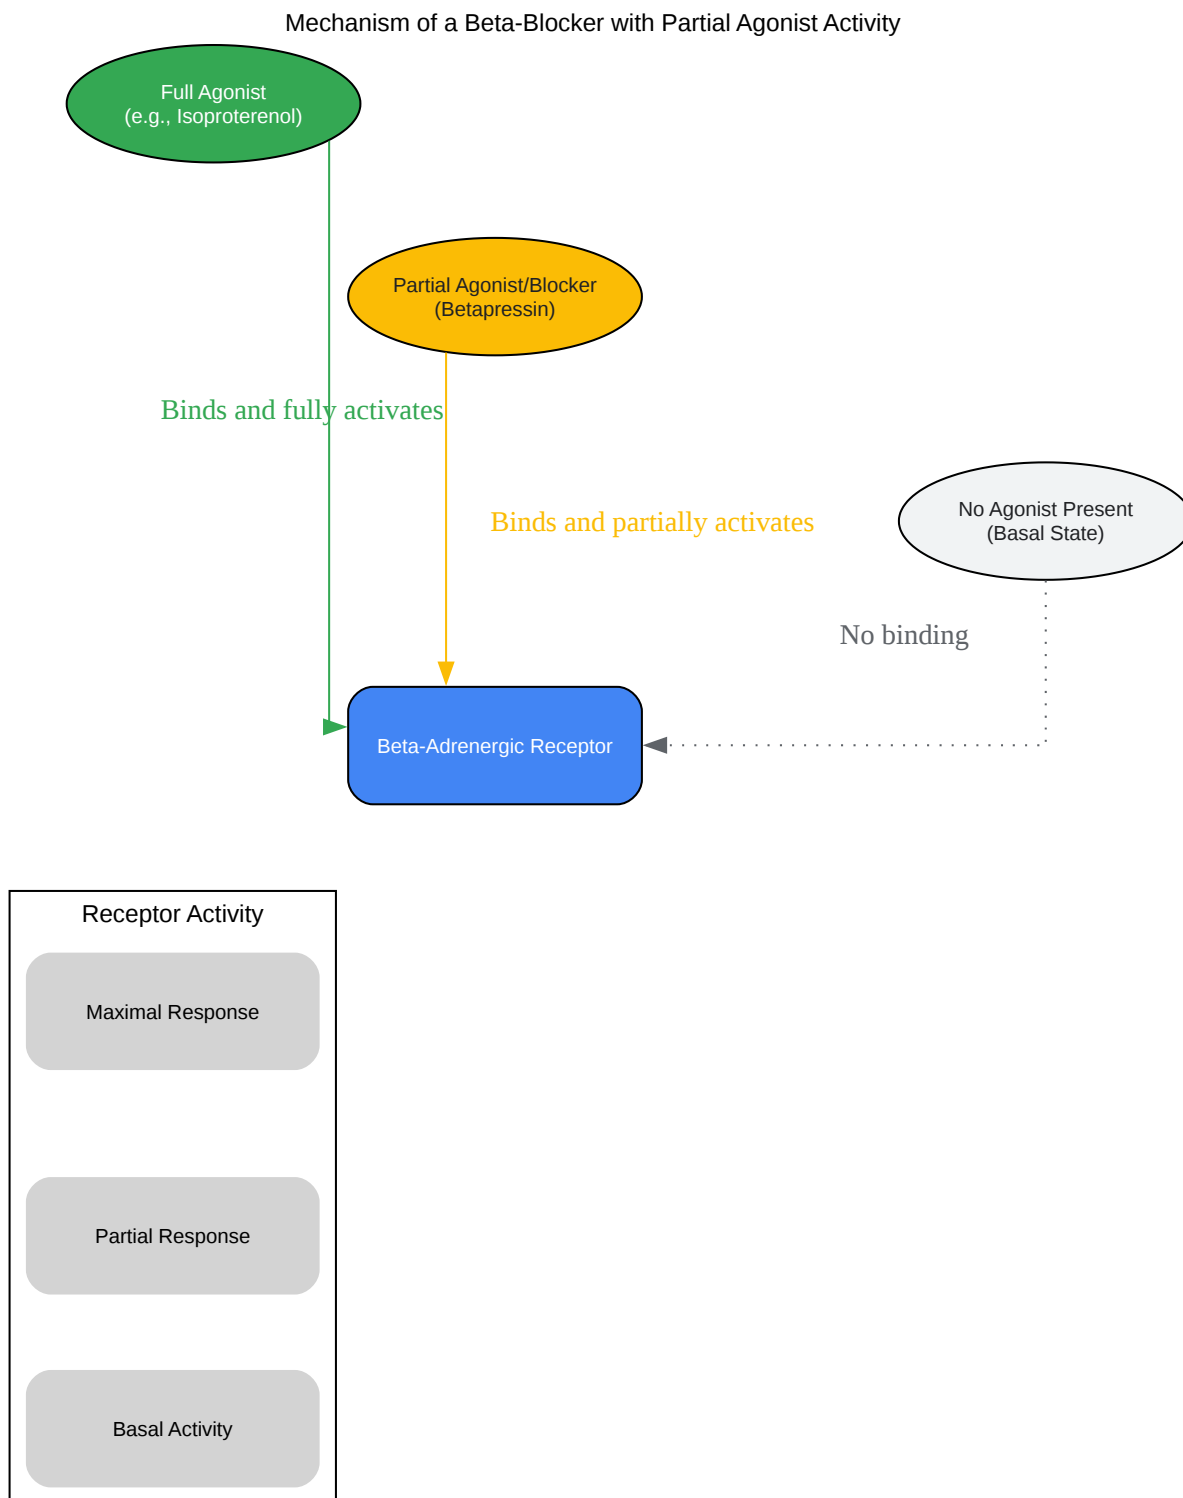 Mechanism of a Beta-Blocker with Partial Agonist Activity
Full Agonist
(e.g., Isoproterenol)
Partial Agonist/Blocker
(Betapressin)
Binds and fully activates
No Agonist Present
(Basal State)
Binds and partially activates
No binding
Beta-Adrenergic Receptor
Receptor Activity
Maximal Response
Partial Response
Basal Activity